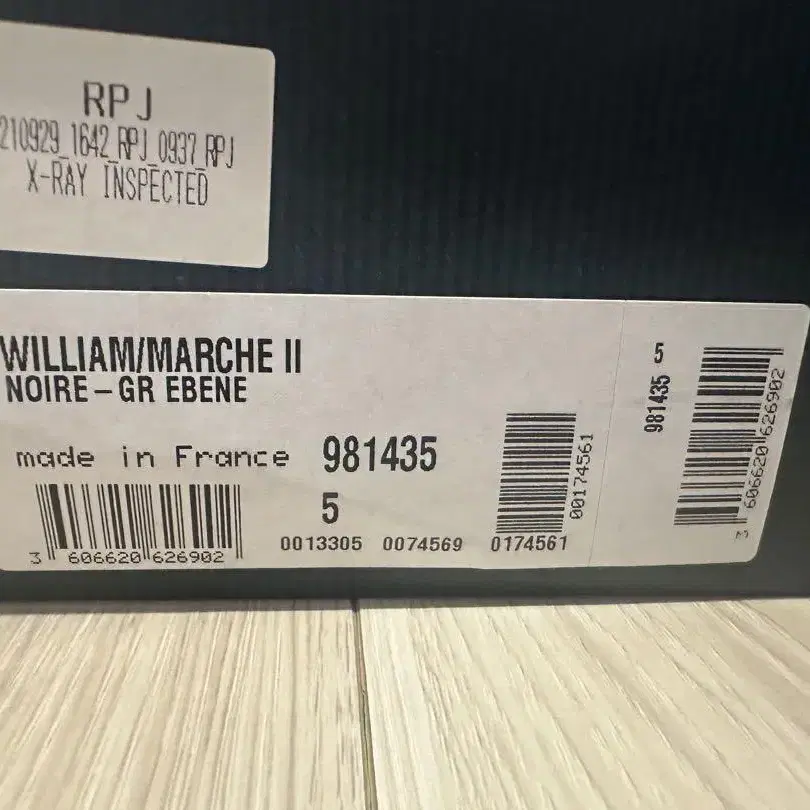 RPJ
210929_1642_RPJ_0937_RPJ
X-RAY INSPECTED
WILLIAM/MARCHE II
NOIRE – GR EBENE
made in France 981435
5
3 606620 626902
0013305 0074569 0174561
00174561
981435 5
3 606620 626902